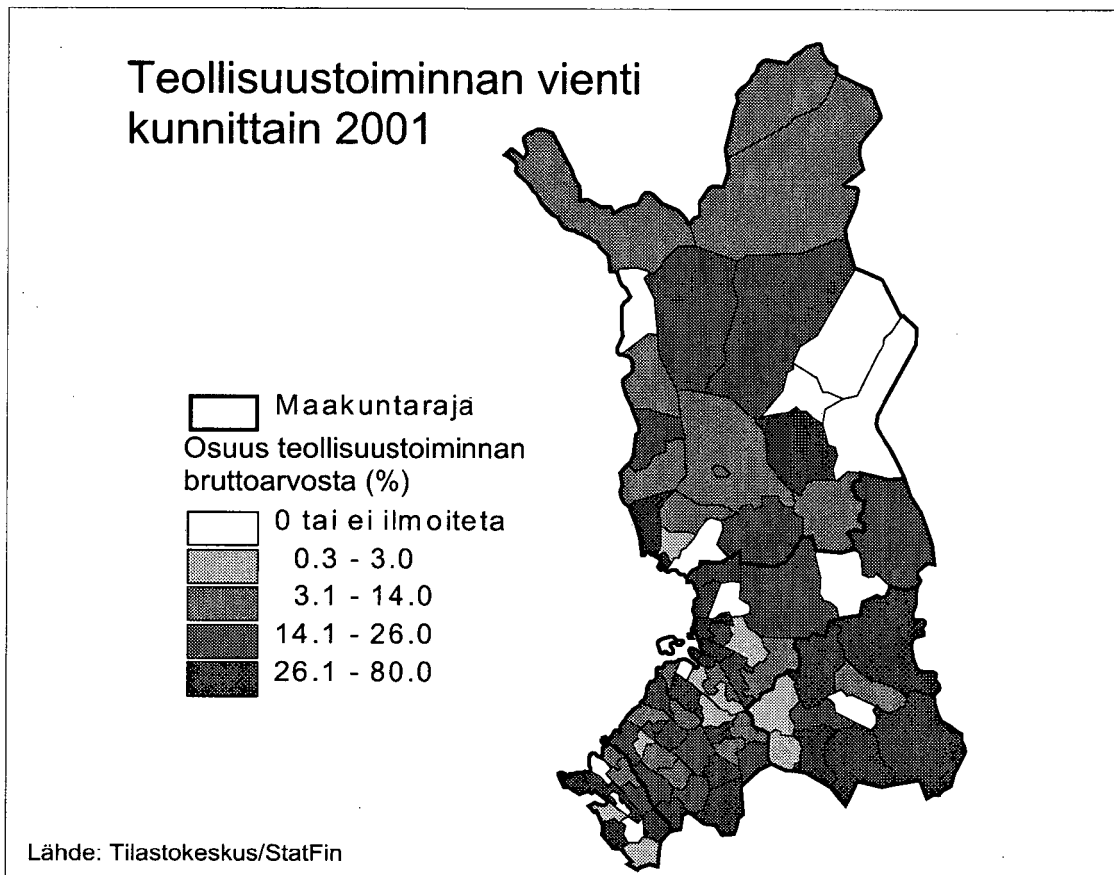 Teollisuustoiminnan vienti
kunnittain 2001
Maakuntaraja
Osuus teollisuustoiminnan
bruttoarvosta (%)
0 tai ei ilmoiteta
0.3 - 3.0
3.1 - 14.0
14.1 - 26.0
26.1 - 80.0
Lähde: Tilastokeskus/StatFin